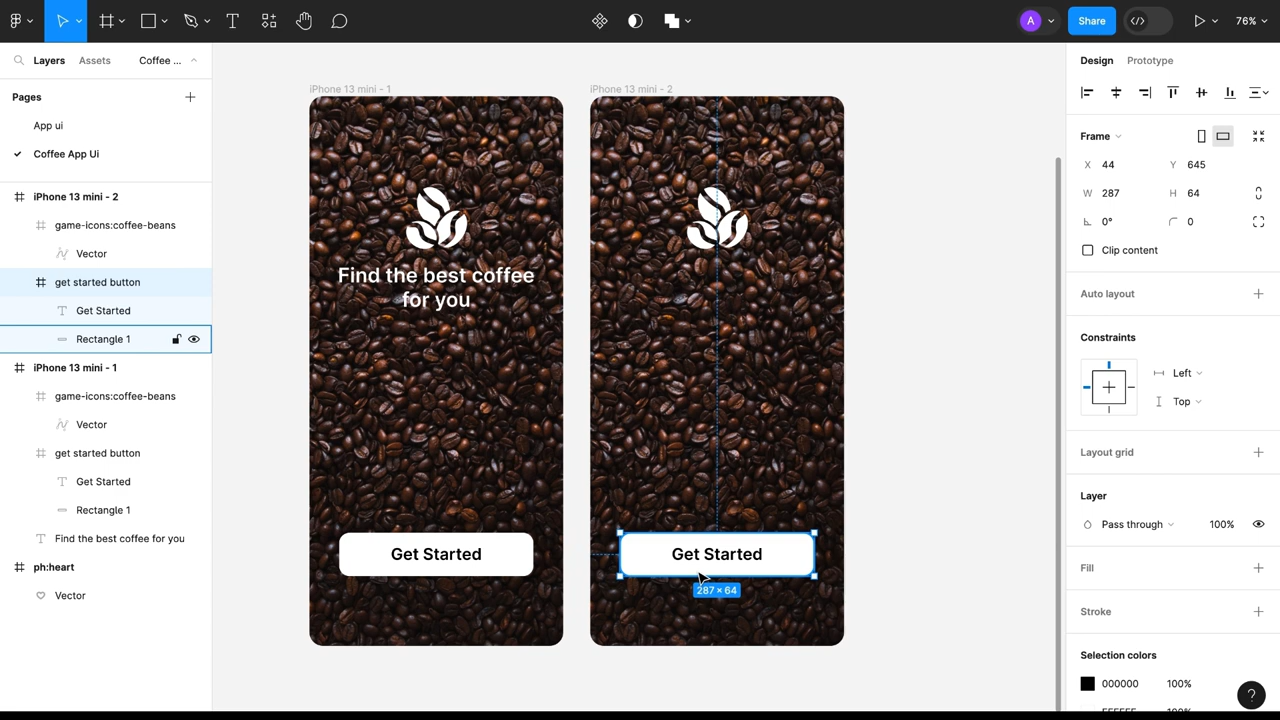 A
Share
76%
Layers
Assets
Coffee ...
Pages
App ui
Coffee App Ui
iPhone 13 mini - 2
game-icons:coffee-beans
Vector
get started button
Get Started
Rectangle 1
iPhone 13 mini - 1
game-icons:coffee-beans
Vector
get started button
Get Started
Rectangle 1
Find the best coffee for you
ph:heart
Vector
iPhone 13 mini - 1
Find the best coffee
for you
Get Started
iPhone 13 mini - 2
Get Started
287 × 64
Design
Prototype
Frame
X 44
Y 645
W 287
H 64
0°
0
Clip content
Auto layout
Constraints
Left
Top
Layout grid
Layer
Pass through
100%
Fill
Stroke
Selection colors
000000 100%
FFFFFF 100%
?